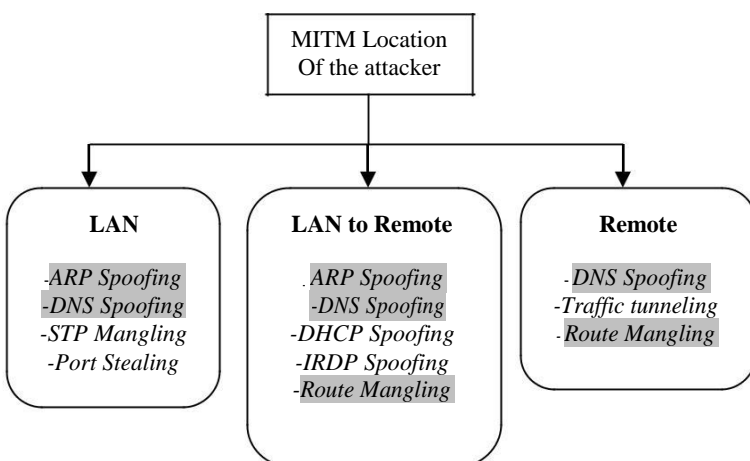 MITM Location
Of the attacker
LAN
-ARP Spoofing
-DNS Spoofing
-STP Mangling
-Port Stealing
LAN to Remote
-ARP Spoofing
-DNS Spoofing
-DHCP Spoofing
-IRDP Spoofing
-Route Mangling
Remote
-DNS Spoofing
-Traffic tunneling
-Route Mangling